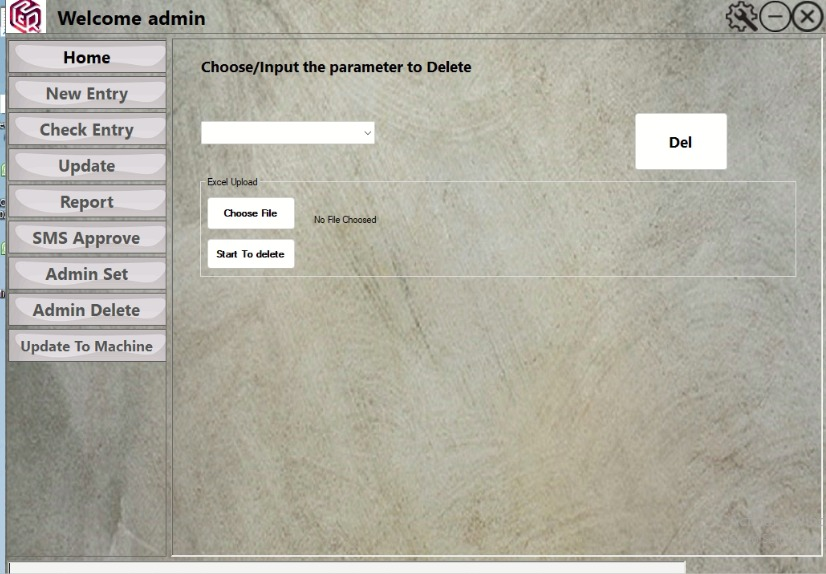 Welcome admin
Home
New Entry
Check Entry
Update
Report
SMS Approve
Admin Set
Admin Delete
Update To Machine
Choose/Input the parameter to Delete
Del
Excel Upload
Choose File
No File Choosed
Start To delete